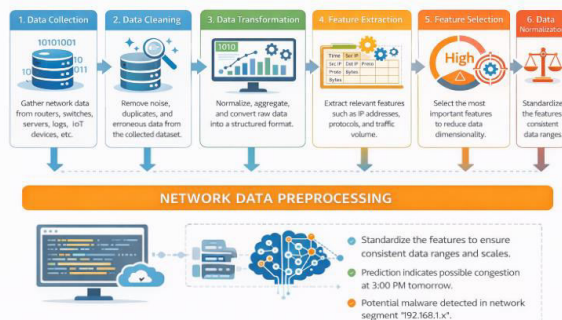 1. Data Collection
2. Data Cleaning
3. Data Transformation
4. Feature Extraction
5. Feature Selection
6. Data
Normalizatio
10101001
10
011
1010
Time Src IP
Src IP Dst IP Proto
Proto Bytes
Bytes
High
Gather network data
from routers, switches,
servers, logs, IoT
devices, etc.
Remove noise,
duplicates, and
erroneous data from
the collected dataset.
Normalize, aggregate,
and convert raw data
into a structured format.
Extract relevant features
such as IP addresses,
protocols, and traffic
volume.
Select the most
important features
to reduce data
dimensionality.
Standardize
the features
consistent
data ranges
NETWORK DATA PREPROCESSING
Standardize the features to ensure
consistent data ranges and scales.
Prediction indicates possible congestion
at 3:00 PM tomorrow.
Potential malware detected in network
segment "192.168.1.x".